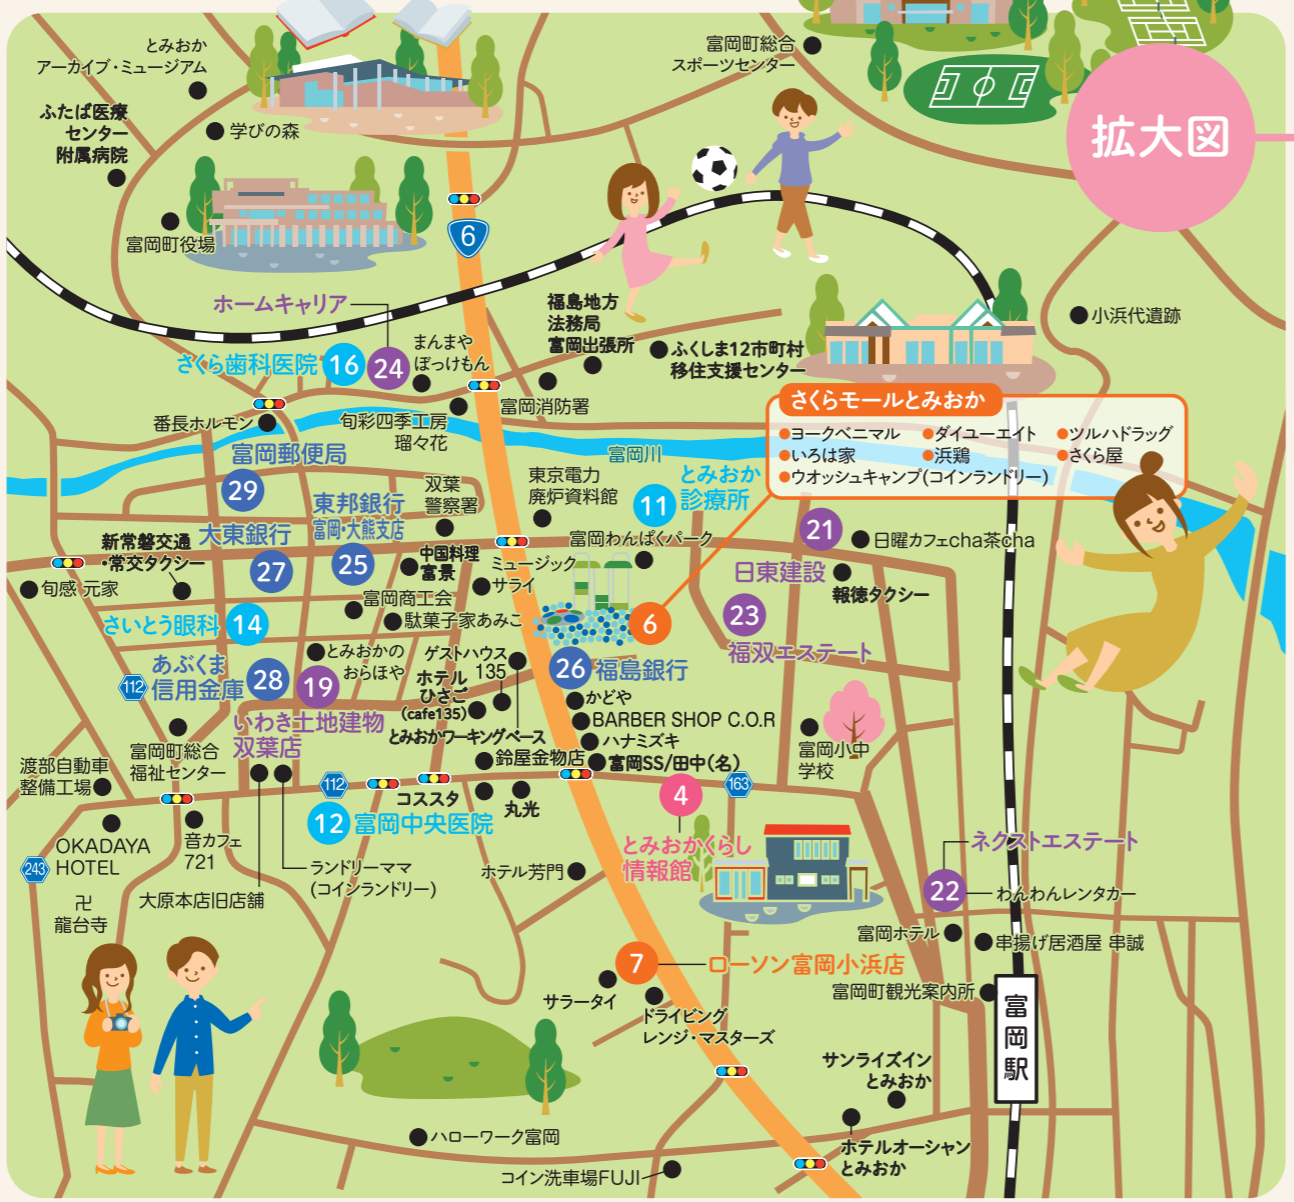 とみおか
アーカイブ・ミュージアム
ふたば医療
センター
附属病院
学びの森
富岡町役場
富岡町総合
スポーツセンター
拡大図
6
ホームキャリア
さくら歯科医院
16
24
まんまや
ぼっけもん
福島地方
法務局
富岡出張所
ふくしま12市町村
移住支援センター
小浜代遺跡
番長ホルモン
旬彩四季工房
瑠々花
富岡消防署
さくらモールとみおか
ヨークベニマル
ダイユーエイト
ツルハドラッグ
いろは家
浜鶏
さくら屋
ウオッシュキャンプ(コインランドリー)
富岡郵便局
29
富岡川
とみおか
診療所
11
東京電力
廃炉資料館
双葉
警察署
東邦銀行
富岡・大熊支店
25
大東銀行
27
新常磐交通
・常交タクシー
旬感 元家
中国料理
富景
ミュージック
サライ
富岡わんぱくパーク
21
日曜カフェcha茶cha
日東建設
報徳タクシー
富岡商工会
駄菓子家あみこ
さいとう眼科
14
6
23
福双エステート
とみおかの
おらほや
ゲストハウス
135
26
福島銀行
あぶくま
信用金庫
28
112
19
ホテル
ひさご
(cafe135)
かどや
BARBER SHOP C.O.R
いわき土地建物
双葉店
とみおかワーキングベース
ハナミズキ
富岡町総合
福祉センター
鈴屋金物店
富岡SS/田中(名)
富岡小中
学校
渡部自動車
整備工場
112
コススタ
丸光
4
163
12
富岡中央医院
とみおかくらし
情報館
OKADAYA
HOTEL
243
音カフェ
721
ランドリーママ
(コインランドリー)
大原本店旧店舗
ホテル芳門
ネクストエステート
22
わんわんレンタカー
卍
龍台寺
富岡ホテル
串揚げ居酒屋 串誠
7
ローソン富岡小浜店
富岡町観光案内所
サラータイ
ドライビング
レンジ・マスターズ
富岡駅
サンライズイン
とみおか
ハローワーク富岡
ホテルオーシャン
とみおか
コイン洗車場FUJI